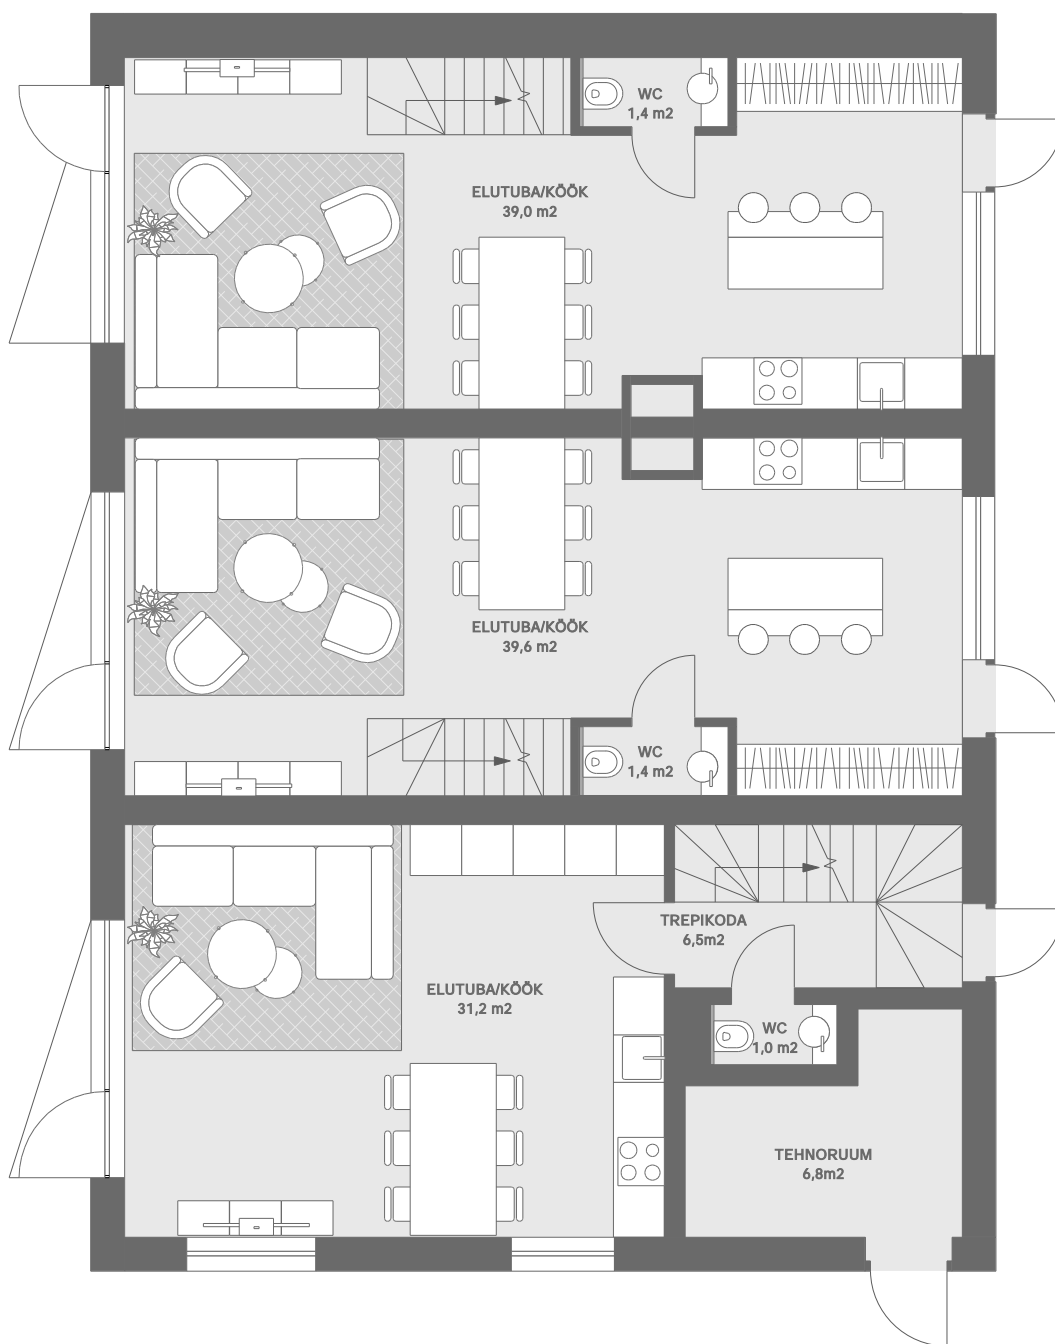 WC
1,4 m2
ELUTUBA/KÖÖK
39,0 m2
ELUTUBA/KÖÖK
39,6 m2
WC
1,4 m2
TREPIKODA
6,5m2
ELUTUBA/KÖÖK
31,2 m2
WC
1,0 m2
TEHNORUUM
6,8m2